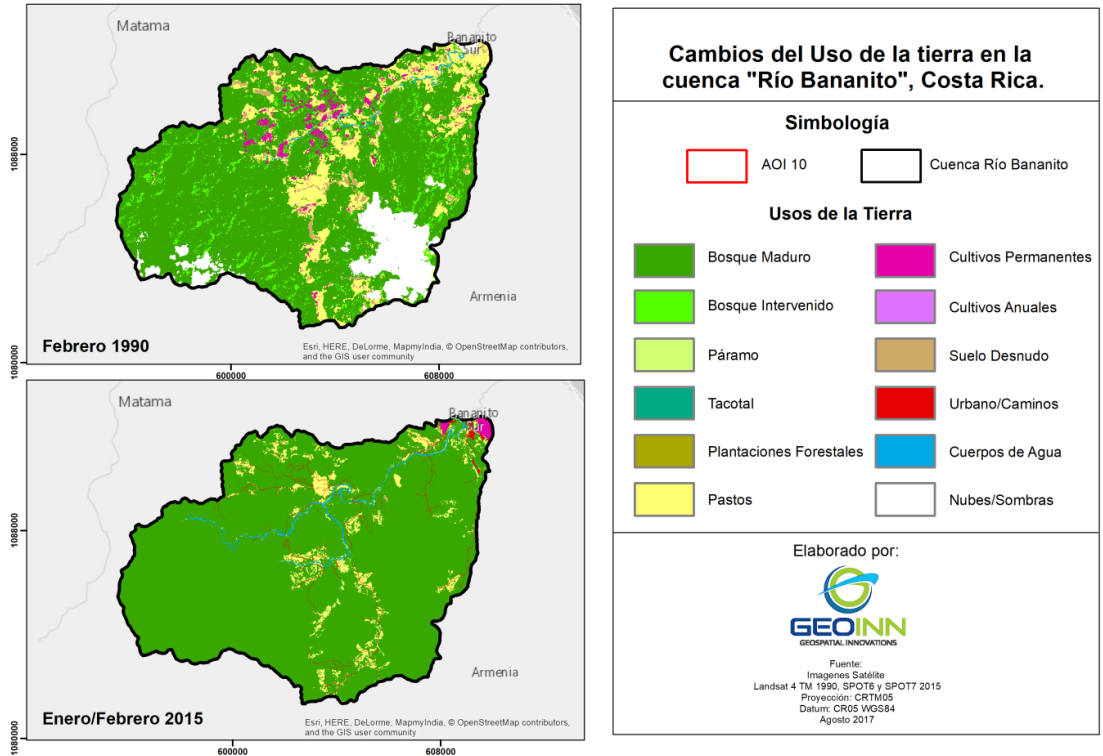 Matama
Bananito
Sur
Armenia
1088000
1080000
Febrero 1990
Esri, HERE, DeLorme, MapmyIndia, © OpenStreetMap contributors,
and the GIS user community
600000
608000
Matama
Bananito
Sur
Armenia
1088000
1080000
Enero/Febrero 2015
Esri, HERE, DeLorme, MapmyIndia, © OpenStreetMap contributors,
and the GIS user community
600000
608000
Cambios del Uso de la tierra en la
cuenca "Río Bananito", Costa Rica.
Simbología
AOI 10
Cuenca Río Bananito
Usos de la Tierra
Bosque Maduro
Cultivos Permanentes
Bosque Intervenido
Cultivos Anuales
Páramo
Suelo Desnudo
Tacotal
Urbano/Caminos
Plantaciones Forestales
Cuerpos de Agua
Pastos
Nubes/Sombras
Elaborado por:
GEOINN
GEOSPATIAL INNOVATIONS
Fuente:
Imagenes Satélite
Landsat 4 TM 1990, SPOT6 y SPOT7 2015
Proyección: CRTM05
Datum: CR05 WGS84
Agosto 2017